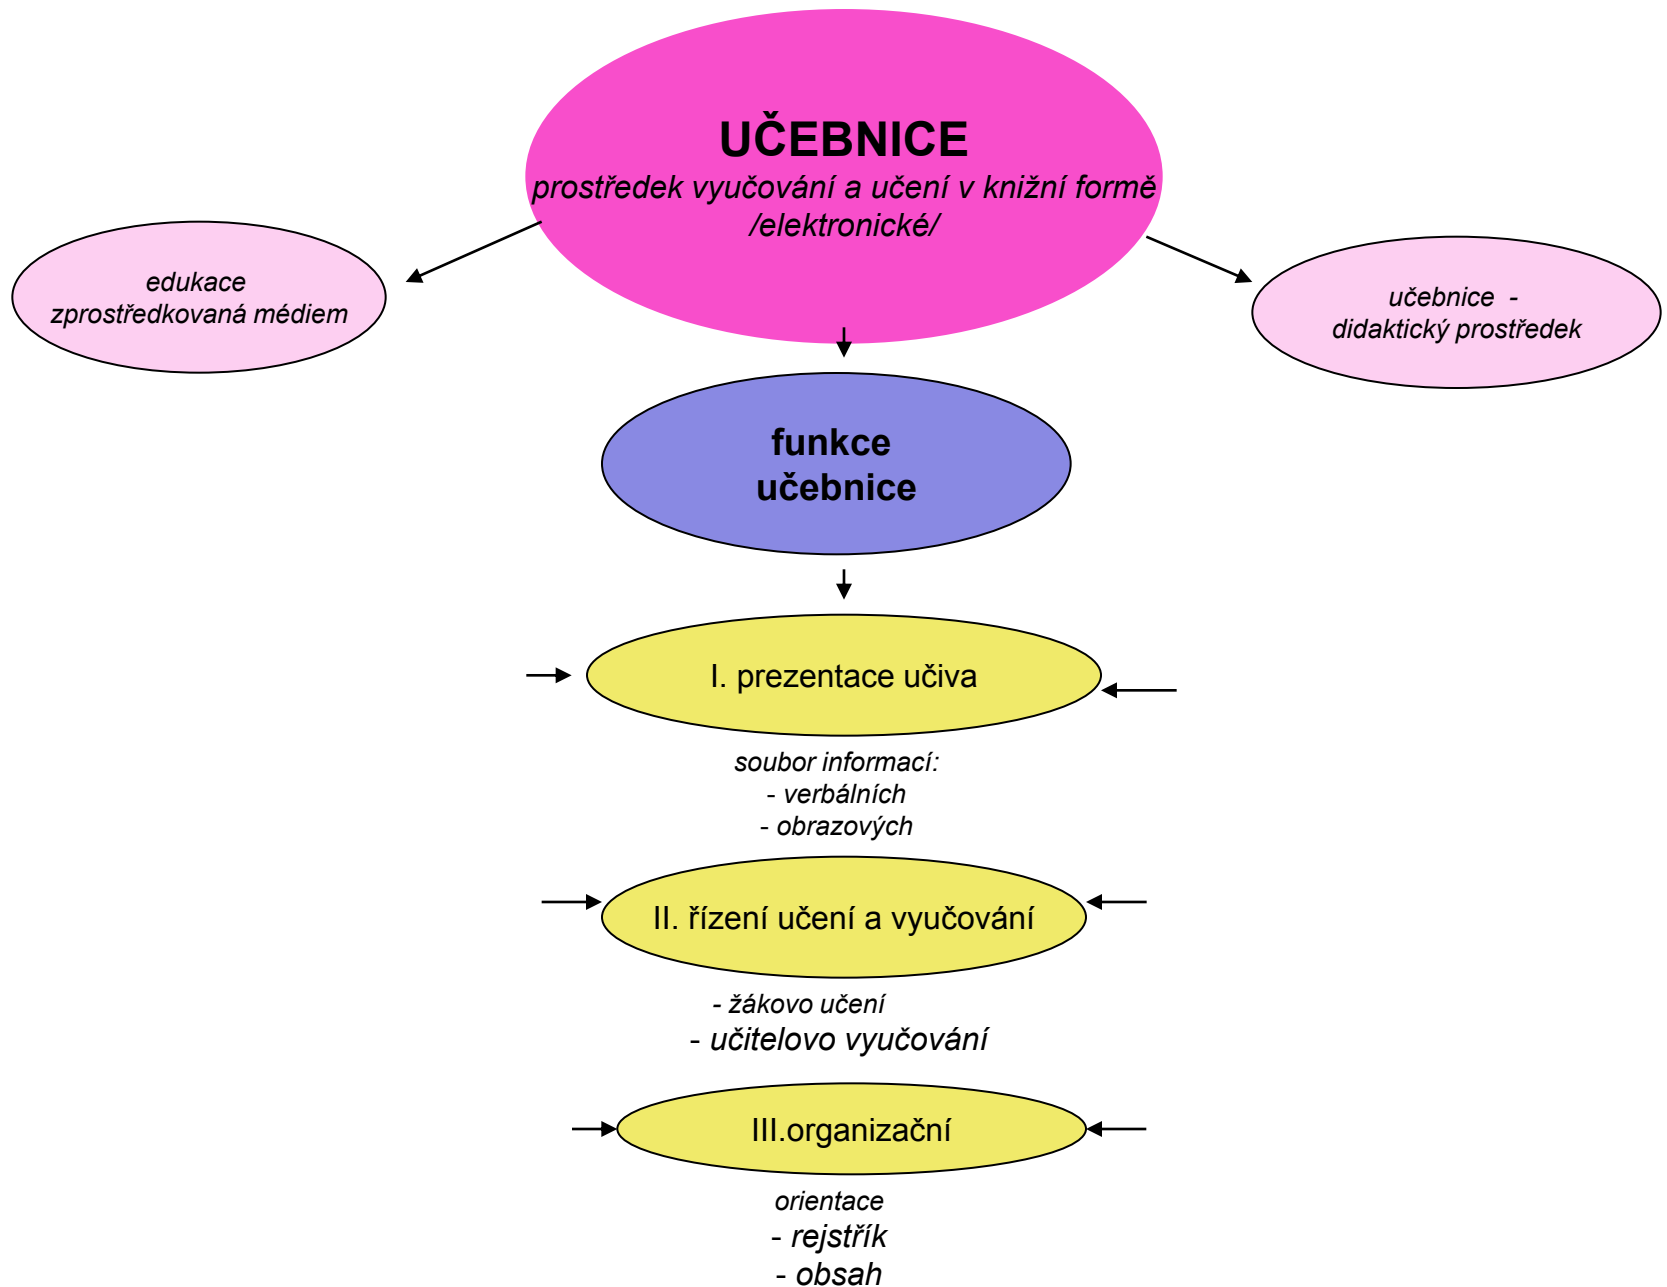 UČEBNICE
prostředek vyučování a učení v knižní formě
/elektronické/
edukace
zprostředkovaná médiem
učebnice -
didaktický prostředek
funkce
učebnice
I. prezentace učiva
soubor informací:
- verbálních
- obrazových
II. řízení učení a vyučování
- žákovo učení
- učitelovo vyučování
III.organizační
orientace
- rejstřík
- obsah